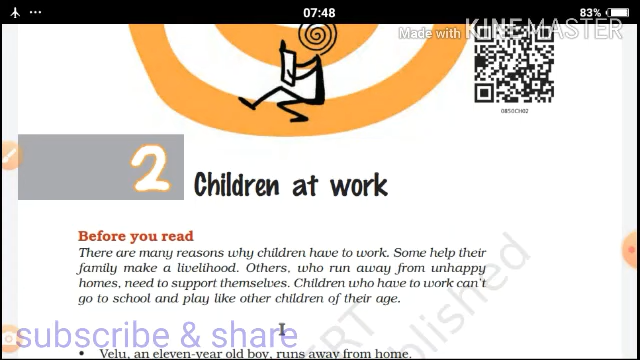 07:48
83%
Made with KINEMASTER
0850CH02
2
Children at work
Before you read
There are many reasons why children have to work. Some help their
family make a livelihood. Others, who run away from unhappy
homes, need to support themselves. Children who have to work can't
go to school and play like other children of their age.
subscribe & share
• Velu, an eleven-year old boy, runs away from home.